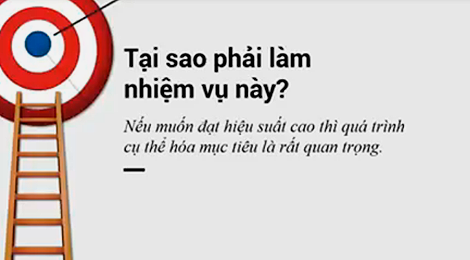 Tại sao phải làm
nhiệm vụ này?
Nếu muốn đạt hiệu suất cao thì quá trình
cụ thể hóa mục tiêu là rất quan trọng.